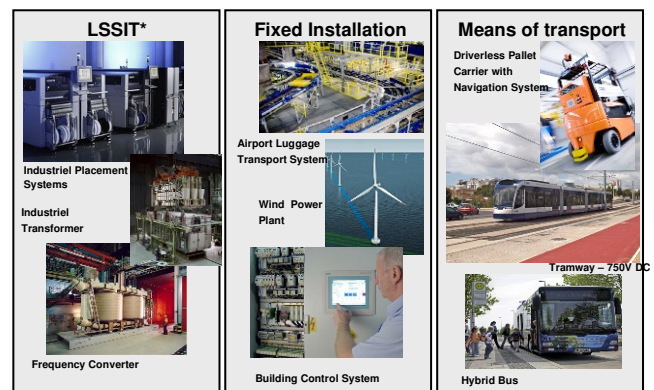 LSSIT*
Industriel Placement
Systems
Industriel
Transformer
Frequency Converter
Fixed Installation
Airport Luggage
Transport System
Wind Power
Plant
Building Control System
Means of transport
Driverless Pallet
Carrier with
Navigation System
Tramway – 750V DC
Hybrid Bus